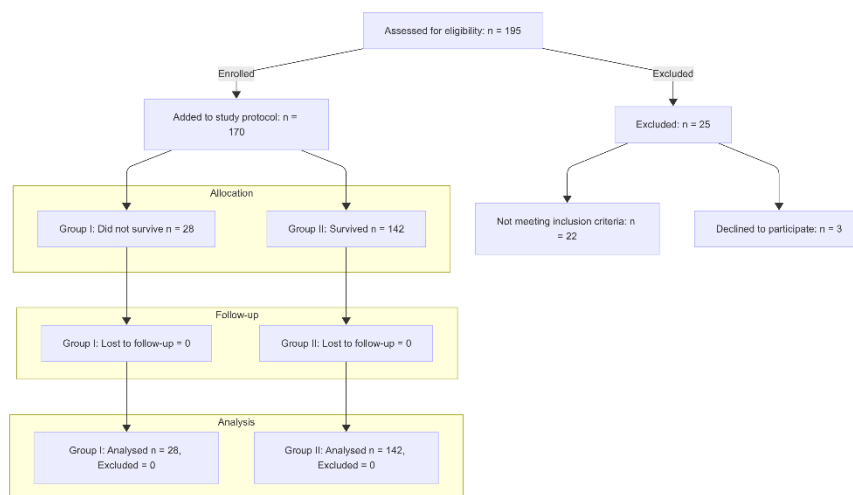 Assessed for eligibility: n = 195
Enrolled
Excluded
Added to study protocol: n =
170
Excluded: n = 25
Allocation
Group I: Did not survive n = 28
Group II: Survived n = 142
Not meeting inclusion criteria: n
= 22
Declined to participate: n = 3
Follow-up
Group I: Lost to follow-up = 0
Group II: Lost to follow-up = 0
Analysis
Group I: Analysed n = 28,
Excluded = 0
Group II: Analysed n = 142,
Excluded = 0